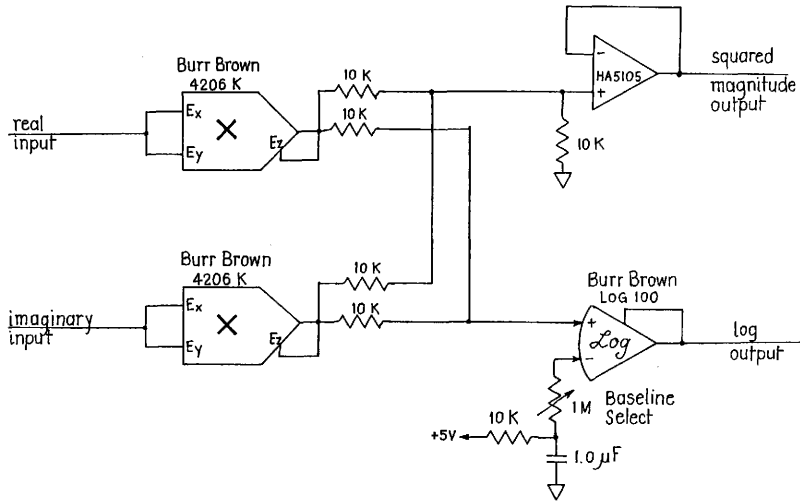 Burr Brown
4206 K
Ex
Ey
Ez
real
input
10 K
10 K
-
+
HA5105
squared
magnitude
output
10 K
Burr Brown
4206 K
Ex
Ey
Ez
imaginary
input
10 K
10 K
Burr Brown
LOG 100
+
-
Log
log
output
1M
Baseline
Select
10 K
+5V
1.0 µF